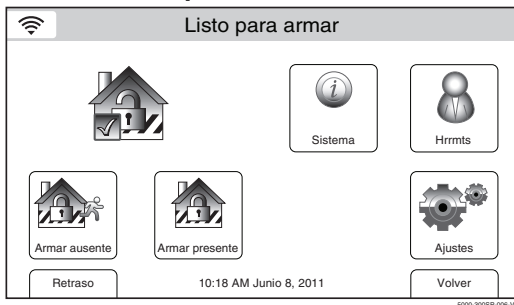 Listo para armar
Sistema
Hrrmts
Armar ausente
Armar presente
Ajustes
Retraso
10:18 AM Junio 8, 2011
Volver